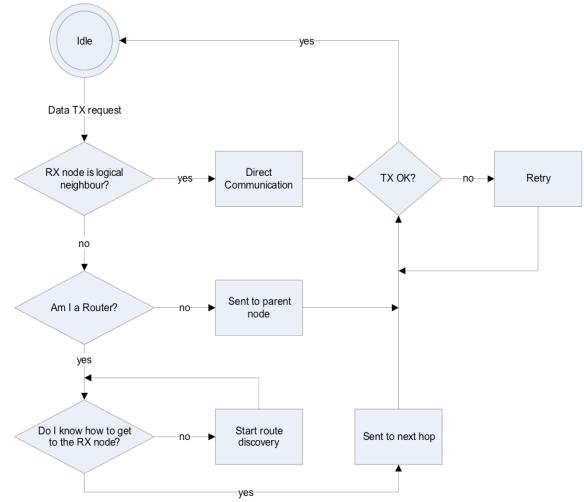 Idle
yes
Data TX request
RX node is logical
neighbour?
yes
Direct
Communication
TX OK?
no
Retry
no
Am I a Router?
no
Sent to parent
node
yes
Do I know how to get
to the RX node?
no
Start route
discovery
Sent to next hop
yes